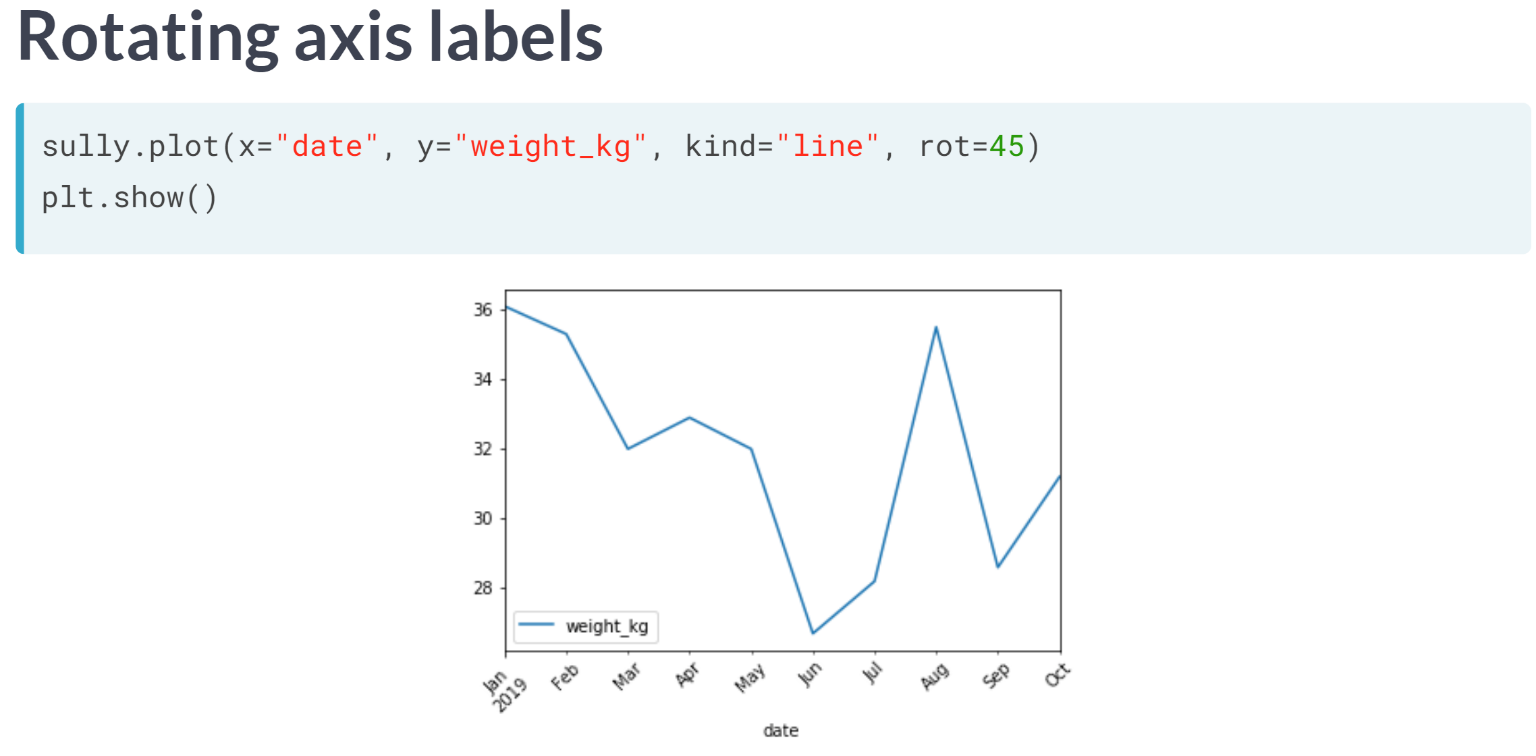 Rotating axis labels
sully.plot(x="date", y="weight_kg", kind="line", rot=45)
plt.show()
36
34
32
30
28
weight_kg
Jan
2019
Feb
Mar
Apr
May
Jun
Jul
Aug
Sep
Oct
date